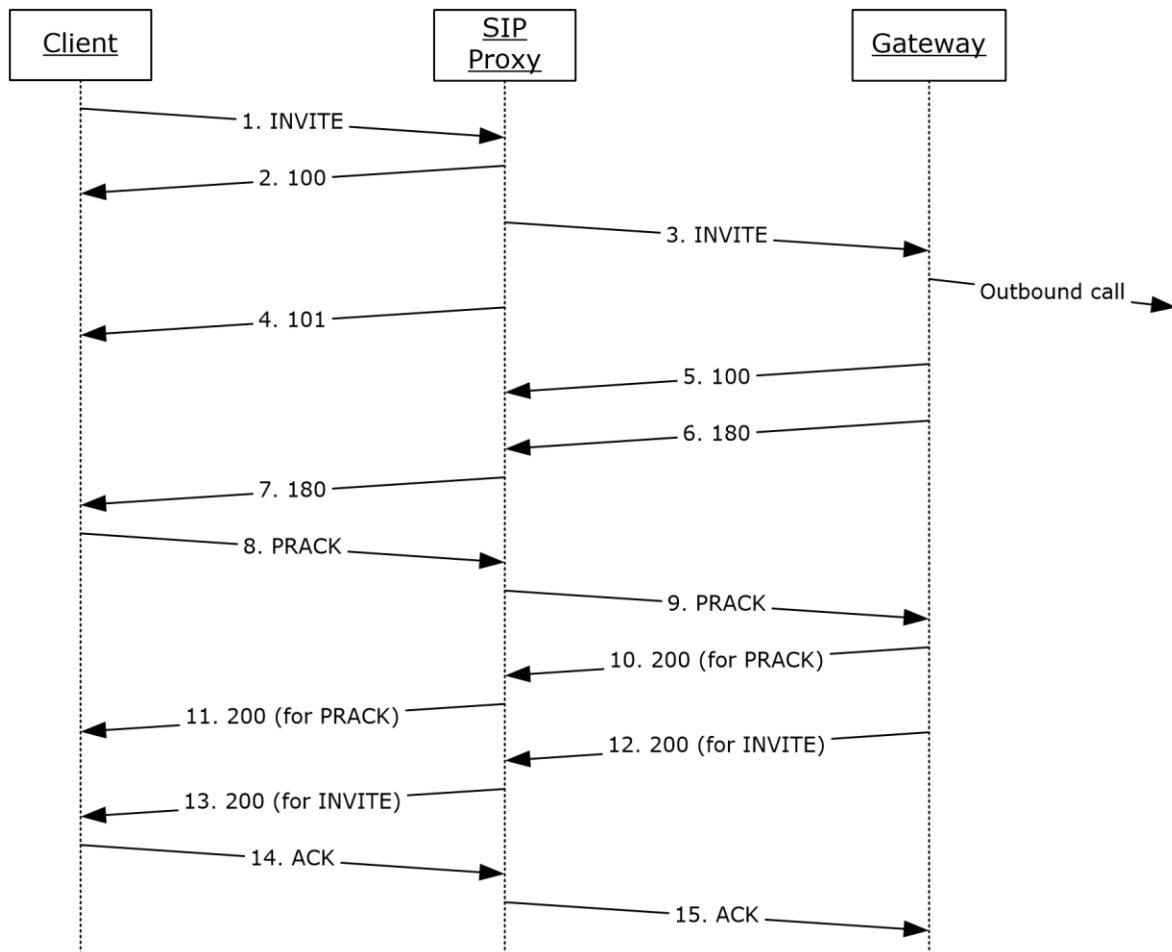 Client
SIP
Proxy
Gateway
1. INVITE
2. 100
3. INVITE
Outbound call
4. 101
5. 100
6. 180
7. 180
8. PRACK
9. PRACK
10. 200 (for PRACK)
11. 200 (for PRACK)
12. 200 (for INVITE)
13. 200 (for INVITE)
14. ACK
15. ACK